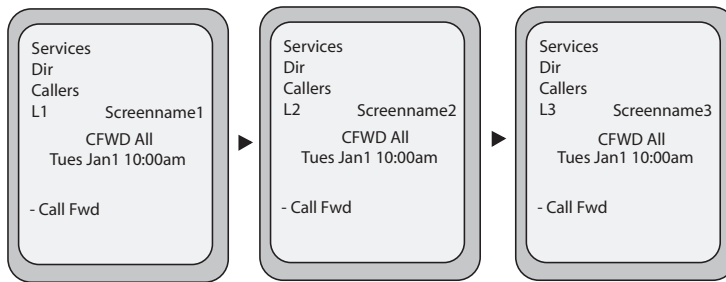 Services
Dir
Callers
L1 Screenname1
CFWD All
Tues Jan1 10:00am
- Call Fwd
Services
Dir
Callers
L2 Screenname2
CFWD All
Tues Jan1 10:00am
- Call Fwd
Services
Dir
Callers
L3 Screenname3
CFWD All
Tues Jan1 10:00am
- Call Fwd